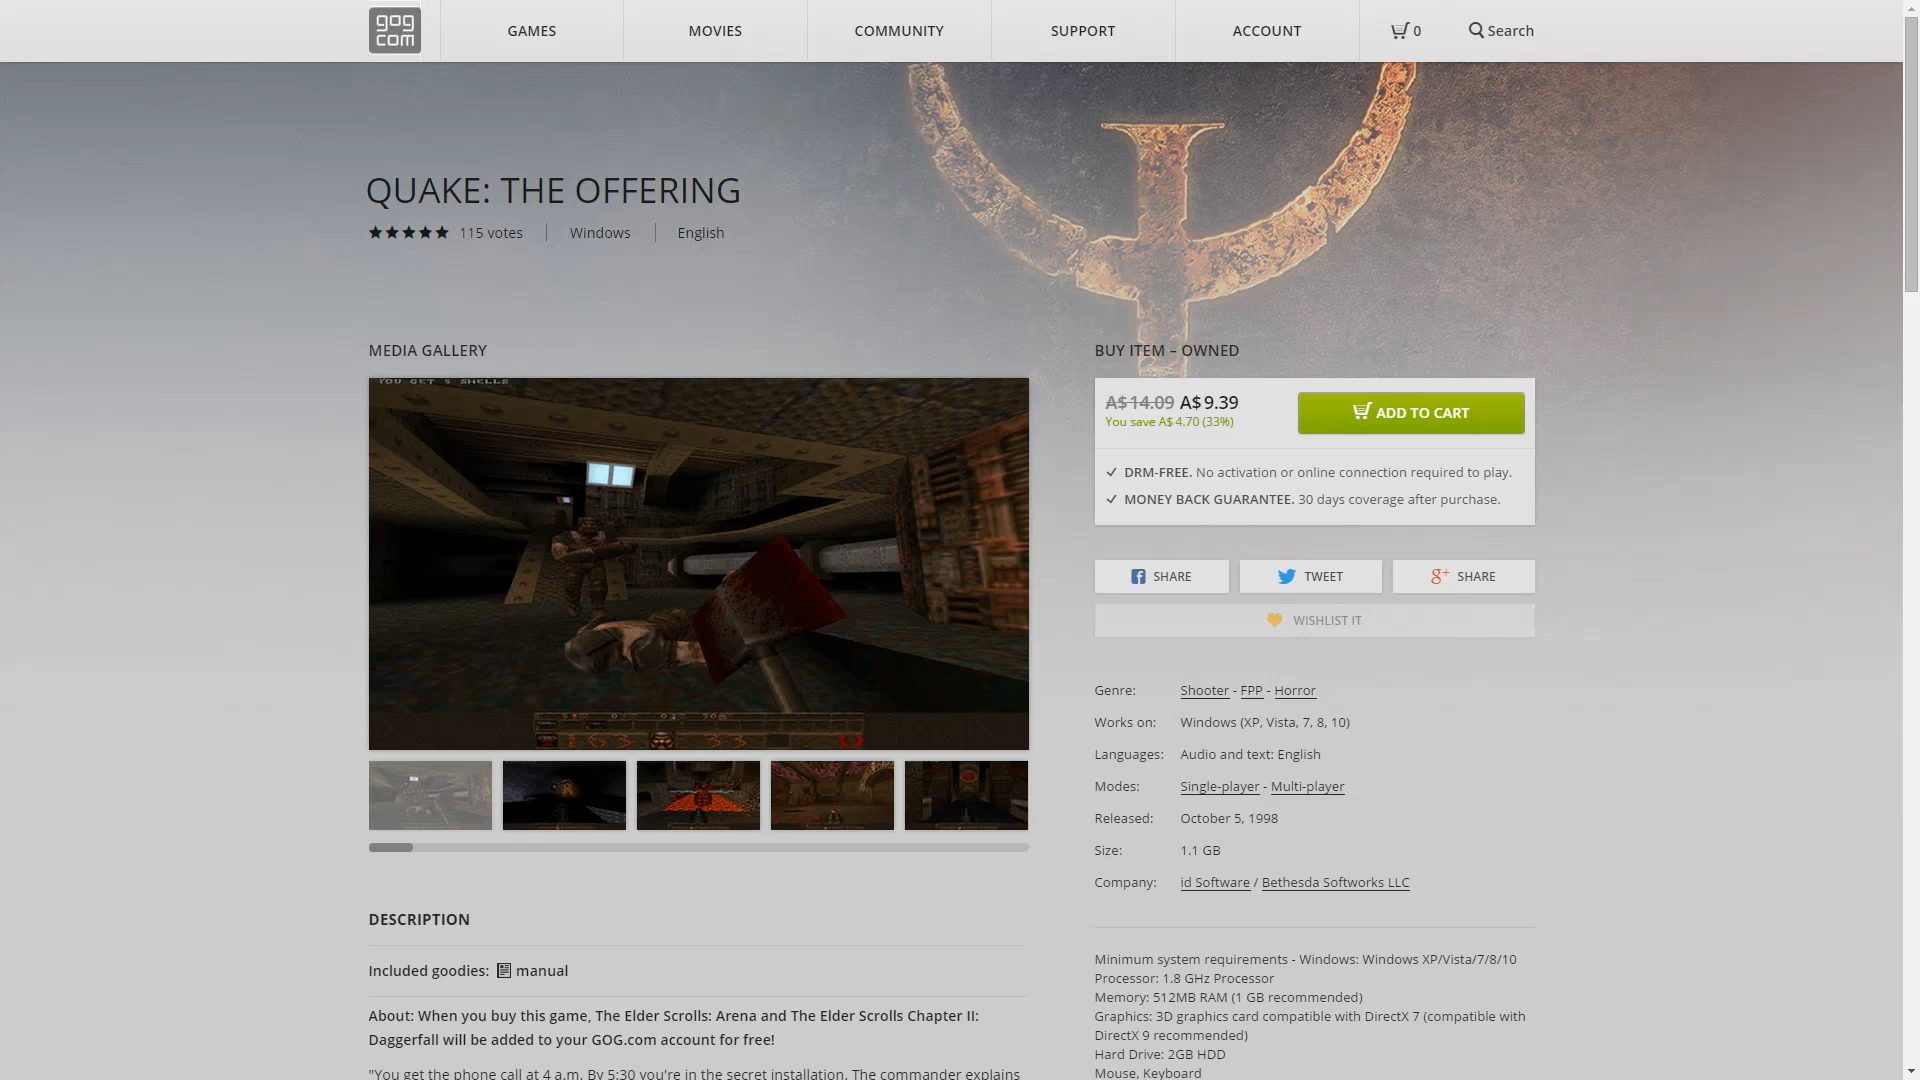 gog
com
GAMES
MOVIES
COMMUNITY
SUPPORT
ACCOUNT
0
Search
QUAKE: THE OFFERING
115 votes
Windows
English
MEDIA GALLERY
BUY ITEM – OWNED
YOU GET 5 SHELLS
A$ 14.09 A$ 9.39
You save A$ 4.70 (33%)
ADD TO CART
DRM-FREE. No activation or online connection required to play.
MONEY BACK GUARANTEE. 30 days coverage after purchase.
SHARE
TWEET
SHARE
WISHLIST IT
Genre: Shooter - FPP - Horror
Works on: Windows (XP, Vista, 7, 8, 10)
Languages: Audio and text: English
Modes: Single-player - Multi-player
Released: October 5, 1998
Size: 1.1 GB
Company: id Software / Bethesda Softworks LLC
DESCRIPTION
Included goodies: manual
About: When you buy this game, The Elder Scrolls: Arena and The Elder Scrolls Chapter II:
Daggerfall will be added to your GOG.com account for free!
"You get the phone call at 4 a.m. By 5:30 you're in the secret installation. The commander explains
Minimum system requirements - Windows: Windows XP/Vista/7/8/10
Processor: 1.8 GHz Processor
Memory: 512MB RAM (1 GB recommended)
Graphics: 3D graphics card compatible with DirectX 7 (compatible with
DirectX 9 recommended)
Hard Drive: 2GB HDD
Mouse, Keyboard